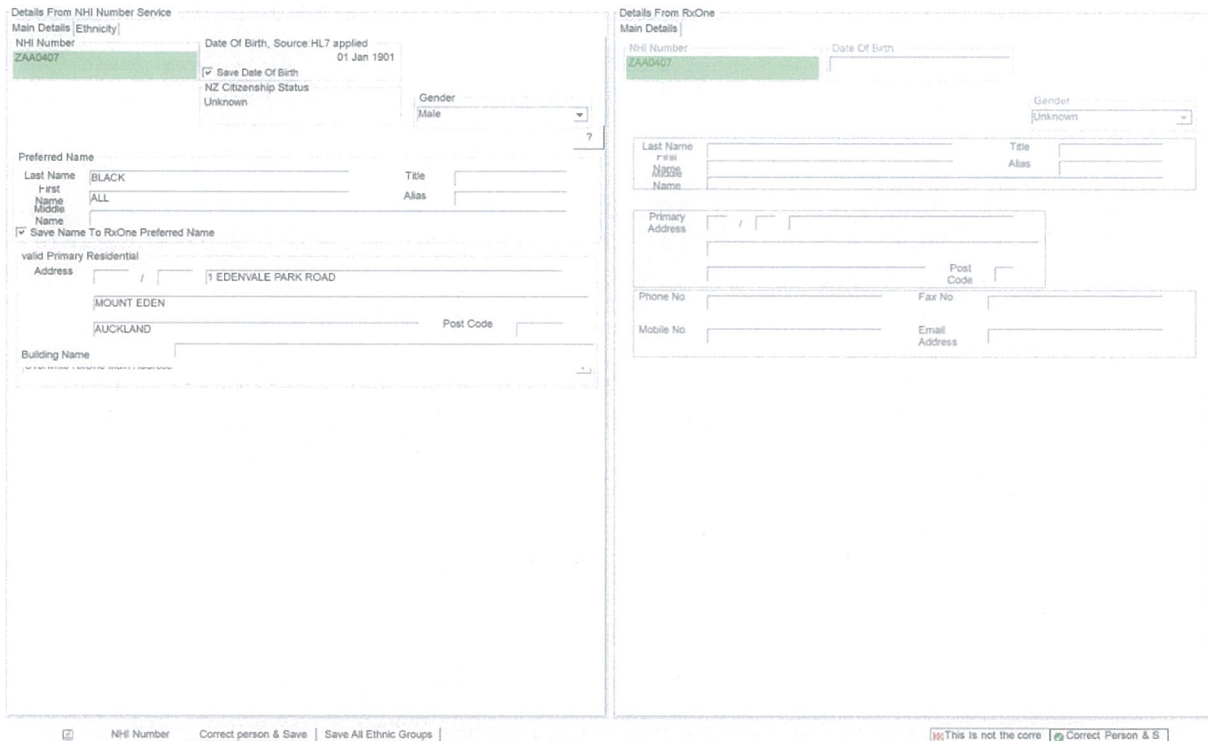 Details From NHI Number Service
Main Details Ethnicity
NHI Number
ZAA0407
Date Of Birth, Source HL7 applied
01 Jan 1901
Save Date Of Birth
NZ Citizenship Status
Unknown
Gender
Male
?
Preferred Name
Last Name BLACK Title
First Name ALL Alias
Middle Name
Save Name To RxOne Preferred Name
valid Primary Residential
Address / 1 EDENVALE PARK ROAD
MOUNT EDEN
AUCKLAND Post Code
Building Name
Overwrite RxOne Main Address
NHI Number Correct person & Save Save All Ethnic Groups
Details From RxOne
Main Details
NHI Number Date Of Birth
ZAA0407
Gender
Unknown
Last Name Title
First Name Alias
Middle Name
Primary Address /
Post Code
Phone No Fax No
Mobile No Email Address
This is not the corre Correct Person & S